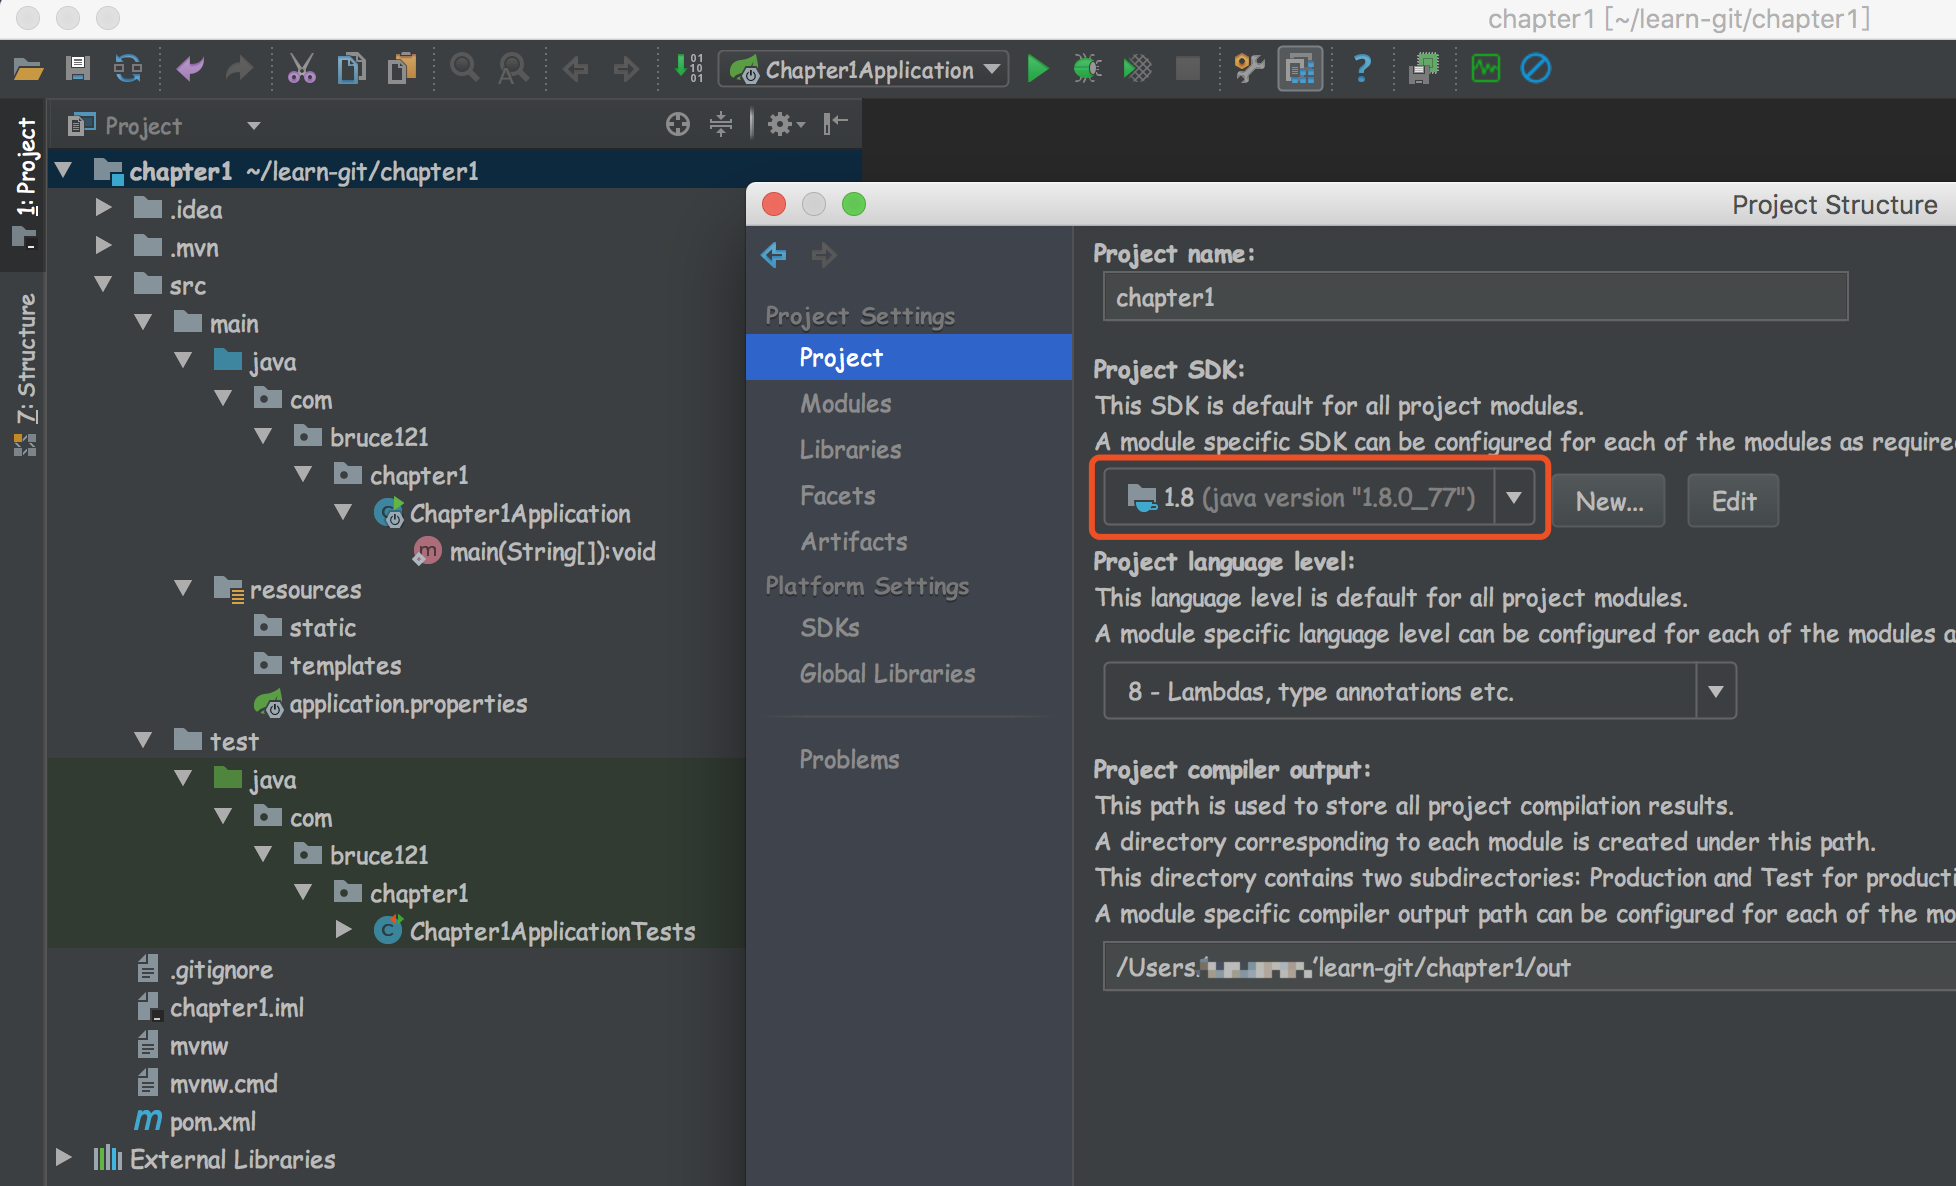 chapter1 [~/learn-git/chapter1]
Chapter1Application
1: Project
7: Structure
Project
chapter1 ~/learn-git/chapter1
.idea
.mvn
src
main
java
com
bruce121
chapter1
Chapter1Application
main(String[]):void
resources
static
templates
application.properties
test
java
com
bruce121
chapter1
Chapter1ApplicationTests
.gitignore
chapter1.iml
mvnw
mvnw.cmd
pom.xml
External Libraries
Project Structure
Project Settings
Project
Modules
Libraries
Facets
Artifacts
Platform Settings
SDKs
Global Libraries
Problems
Project name:
chapter1
Project SDK:
This SDK is default for all project modules.
A module specific SDK can be configured for each of the modules as require
1.8 (java version "1.8.0_77")
New...
Edit
Project language level:
This language level is default for all project modules.
A module specific language level can be configured for each of the modules a
8 - Lambdas, type annotations etc.
Project compiler output:
This path is used to store all project compilation results.
A directory corresponding to each module is created under this path.
This directory contains two subdirectories: Production and Test for producti
A module specific compiler output path can be configured for each of the mo
/Users/ learn-git/chapter1/out